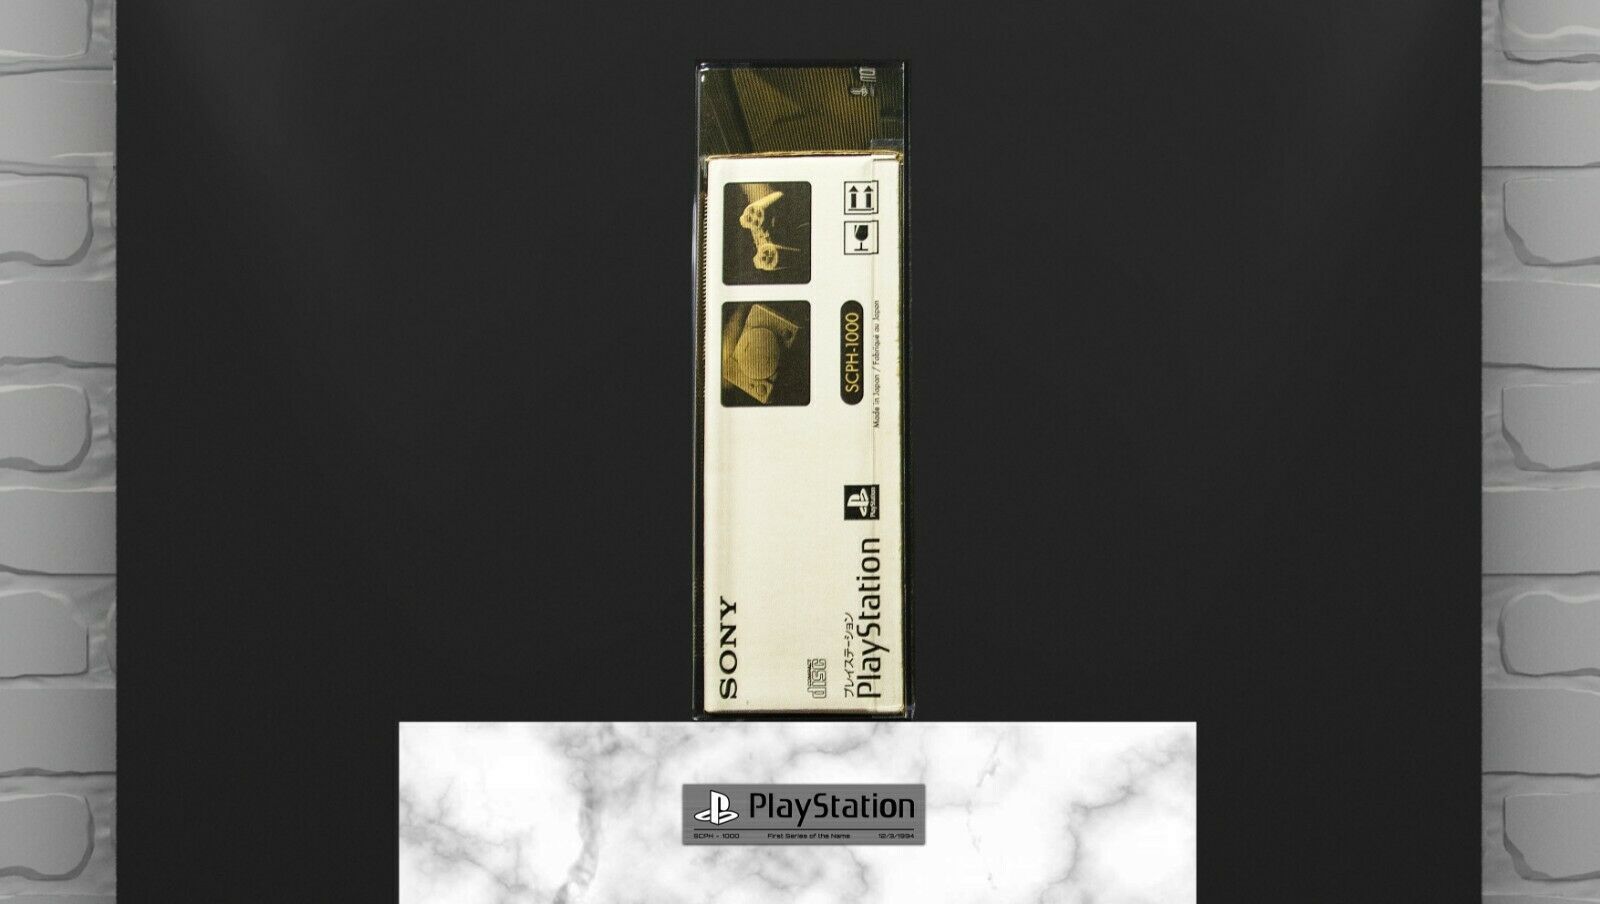 SCPH-1000
Made in Japan / Fabriqué au Japon
PlayStation
SONY
COMPACT
disc
プレイステーション
PlayStation
PlayStation
SCPH - 1000 First Series of the Name 12/3/1994